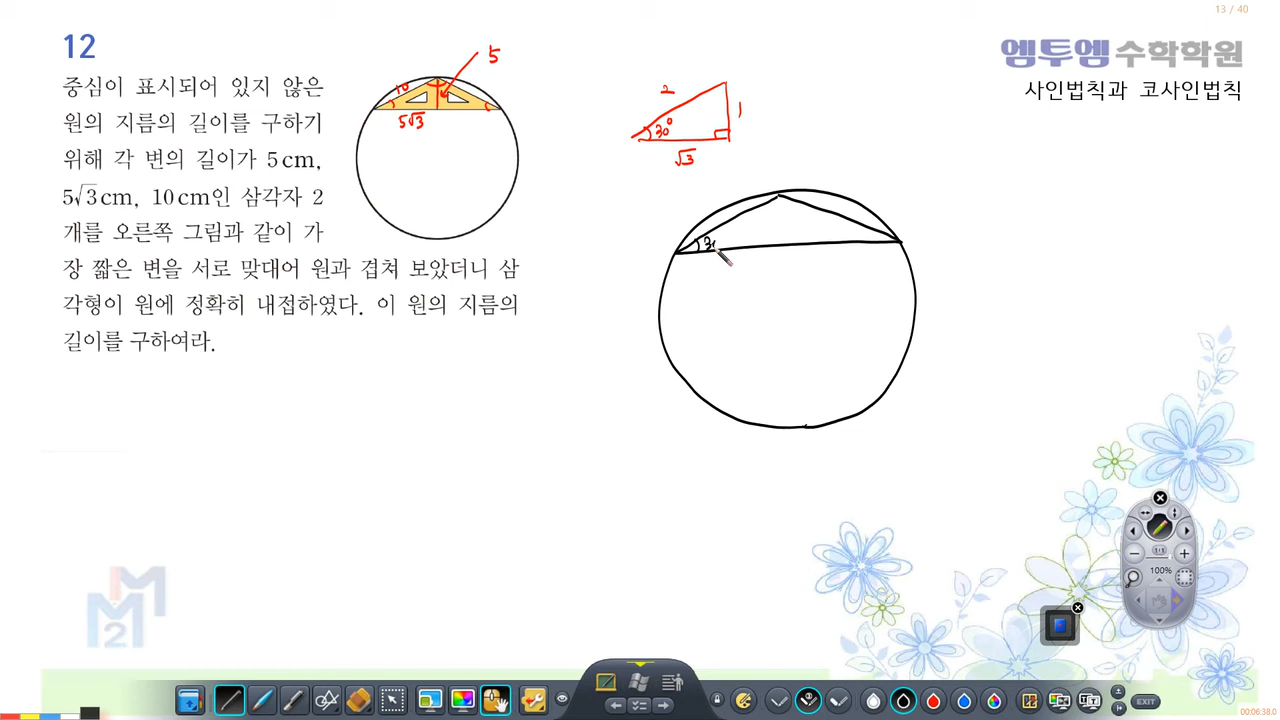 13 / 40
12
엠투엠 수학학원
사인법칙과 코사인법칙
중심이 표시되어 있지 않은
원의 지름의 길이를 구하기
위해 각 변의 길이가 5 cm,
5√3 cm, 10 cm인 삼각자 2
개를 오른쪽 그림과 같이 가
장 짧은 변을 서로 맞대어 원과 겹쳐 보았더니 삼
각형이 원에 정확히 내접하였다. 이 원의 지름의
길이를 구하여라.
5
10
5√3
2
1
30°
√3
3
M
M2
1:1
100%
EXIT
00:06:38.0